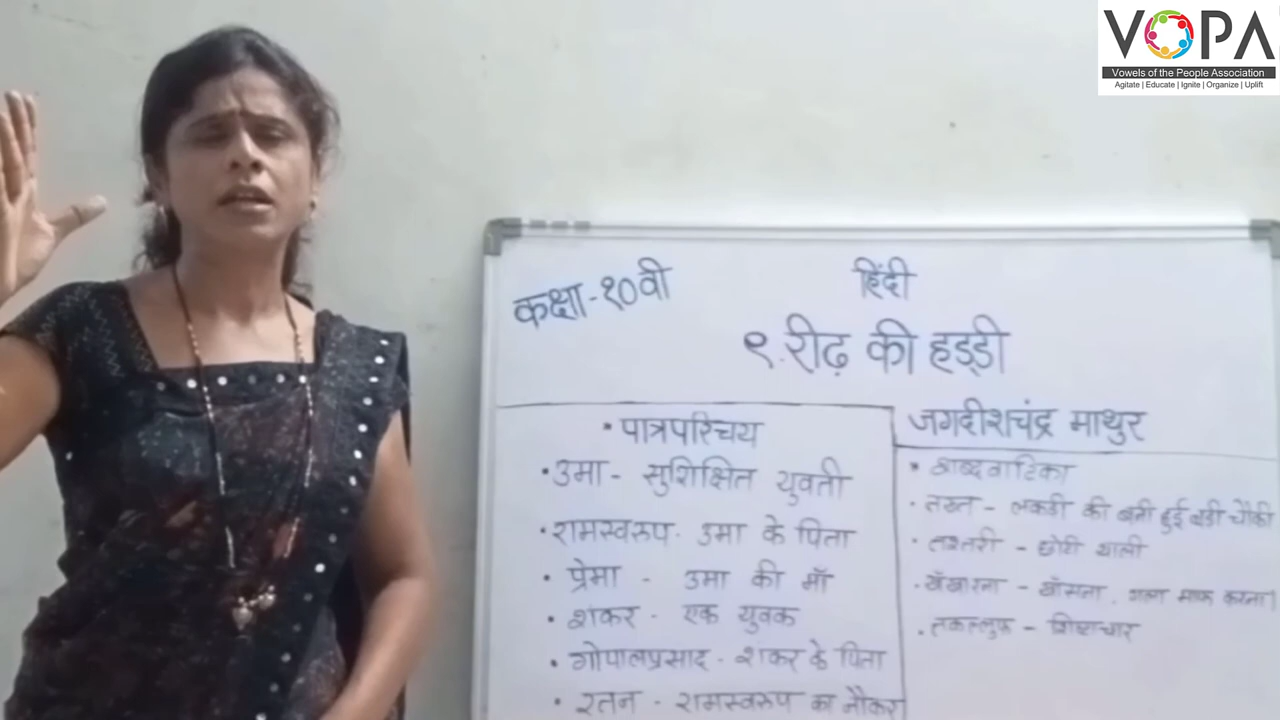 VOPA
Vowels of the People Association
Agitate | Educate | Ignite | Organize | Uplift
कक्षा-१०वी
हिंदी
९. रीढ़ की हड्डी
• पात्रपरिचय
• उमा - सुशिक्षित युवती
• रामस्वरुप - उमा के पिता
• प्रेमा - उमा की माँ
• शंकर - एक युवक
• गोपालप्रसाद - शंकर के पिता
• रतन - रामस्वरुप का नौकर
जगदीशचंद्र माथुर
• शब्दवाटिका
• तख्त - लकडी की बनी हुई बडी चौकी
• तश्तरी - छोटी थाली
• खँखारना - खाँसना, गला साफ करना।
• तकल्लुफ - शिष्टाचार